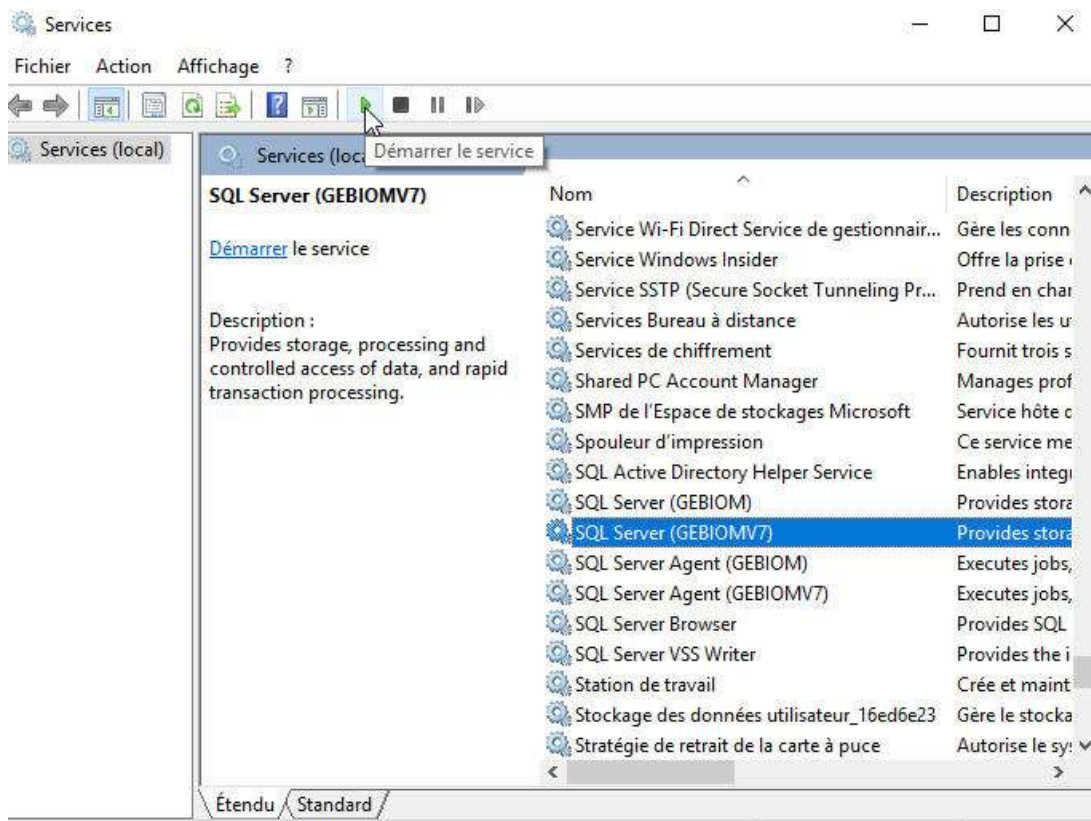 Services
Fichier Action Affichage ?
Services (local)
Services (loca
Démarrer le service
SQL Server (GEBIOMV7)
Démarrer le service
Description :
Provides storage, processing and
controlled access of data, and rapid
transaction processing.
Nom Description
Service Wi-Fi Direct Service de gestionnair... Gère les conn
Service Windows Insider Offre la prise
Service SSTP (Secure Socket Tunneling Pr... Prend en char
Services Bureau à distance Autorise les u
Services de chiffrement Fournit trois s
Shared PC Account Manager Manages prof
SMP de l'Espace de stockages Microsoft Service hôte d
Spouleur d'impression Ce service me
SQL Active Directory Helper Service Enables integr
SQL Server (GEBIOM) Provides stora
SQL Server (GEBIOMV7) Provides stora
SQL Server Agent (GEBIOM) Executes jobs,
SQL Server Agent (GEBIOMV7) Executes jobs,
SQL Server Browser Provides SQL
SQL Server VSS Writer Provides the i
Station de travail Crée et maint
Stockage des données utilisateur_16ed6e23 Gère le stocka
Stratégie de retrait de la carte à puce Autorise le sys
Étendu Standard